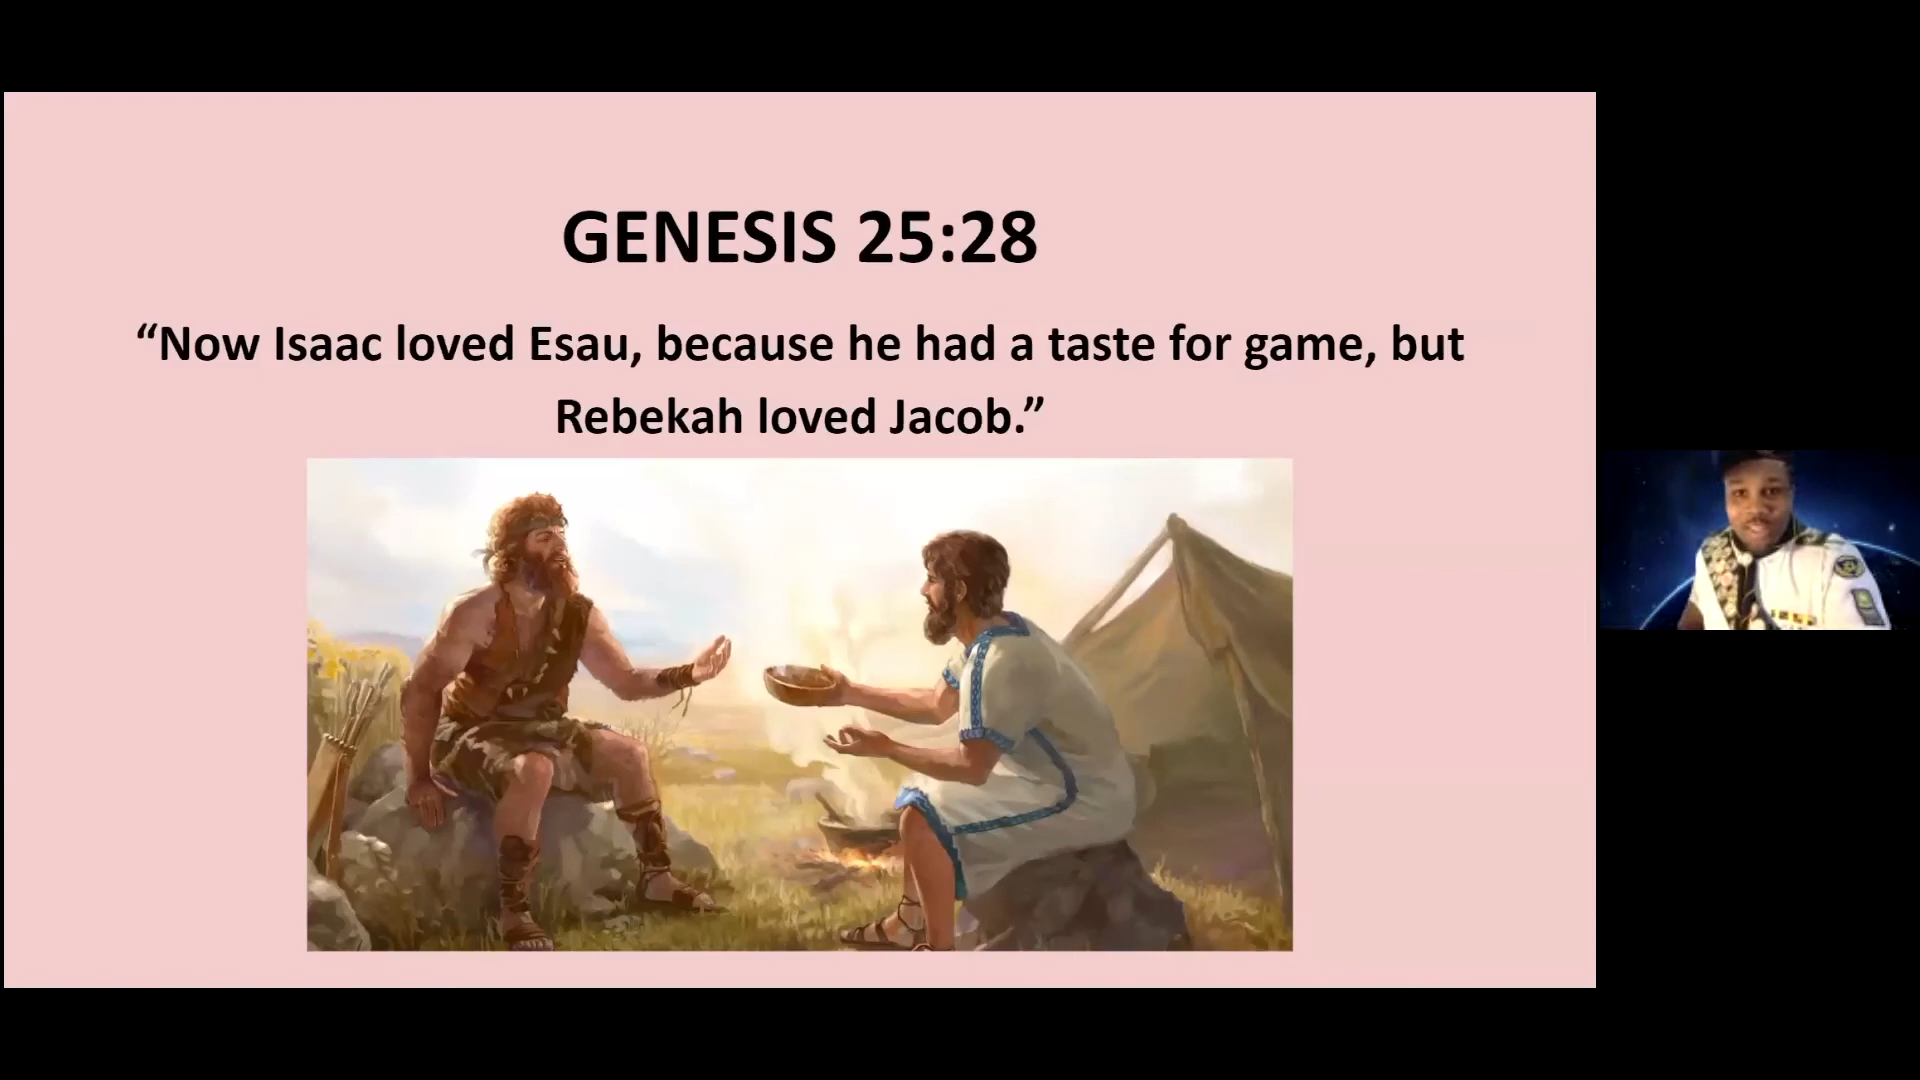 GENESIS 25:28
“Now Isaac loved Esau, because he had a taste for game, but
Rebekah loved Jacob.”